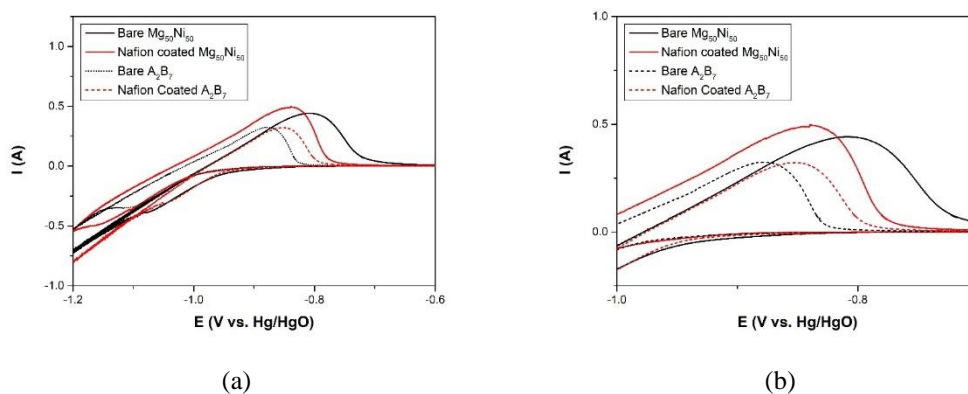 1.0
0.5
0.0
-0.5
-1.0
I (A)
Bare Mg50Ni50
Nafion coated Mg50Ni50
Bare A2B7
Nafion Coated A2B7
-1.2 -1.0 -0.8 -0.6
E (V vs. Hg/HgO)
(a)
1.0
0.5
0.0
I (A)
Bare Mg50Ni50
Nafion coated Mg50Ni50
Bare A2B7
Nafion Coated A2B7
-1.0 -0.8
E (V vs. Hg/HgO)
(b)